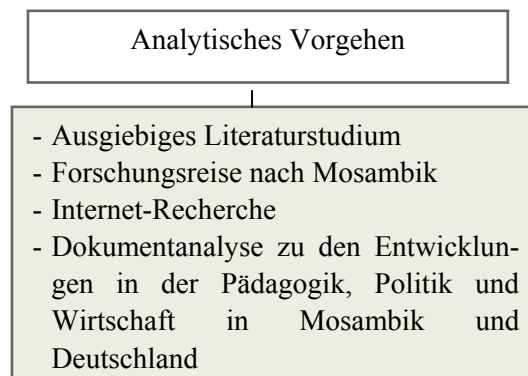 Analytisches Vorgehen
- Ausgiebiges Literaturstudium
- Forschungsreise nach Mosambik
- Internet-Recherche
- Dokumentanalyse zu den Entwicklun-
gen in der Pädagogik, Politik und
Wirtschaft in Mosambik und
Deutschland